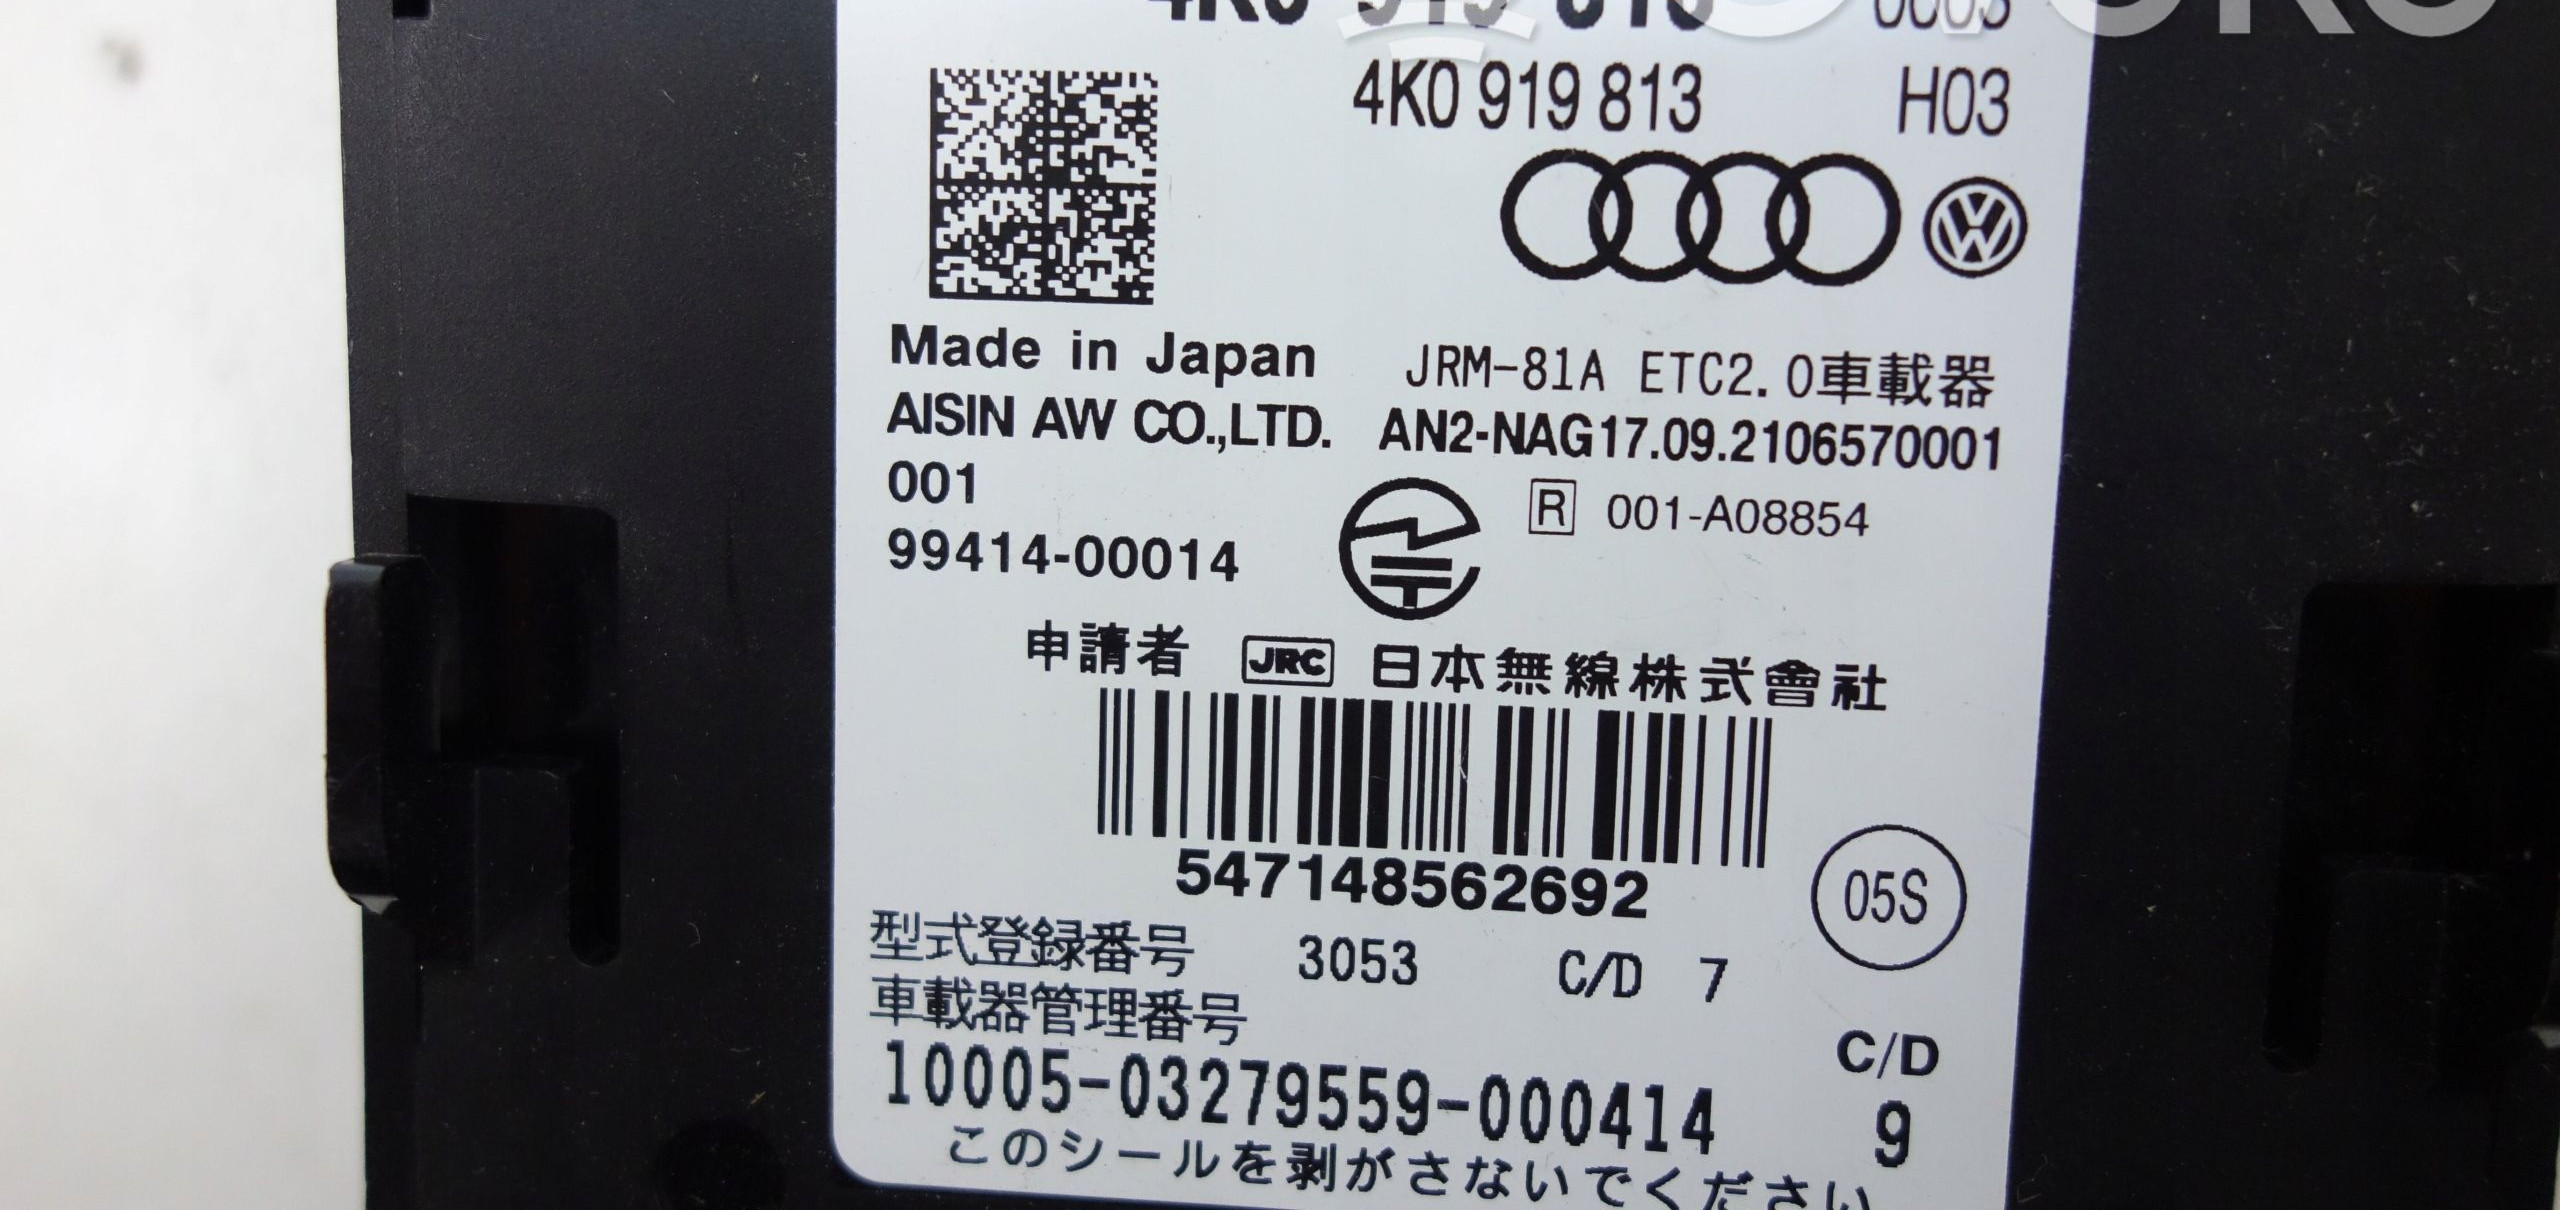 4K0 919 813 0005
4K0 919 813 H03
Made in Japan JRM-81A ETC2.0車載器
AISIN AW CO.,LTD. AN2-NAG17.09.2106570001
001 R 001-A08854
99414-00014
申請者 JRC 日本無線株式會社
547148562692
05S
型式登録番号 3053 C/D 7
車載器管理番号 C/D
10005-03279559-000414 9
このシールを剥がさないでください